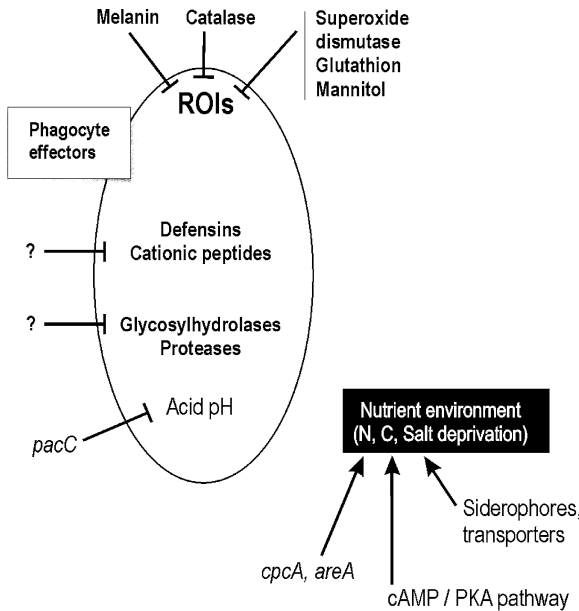 Melanin
Catalase
Superoxide
dismutase
Glutathion
Mannitol
ROIs
Phagocyte
effectors
?
Defensins
Cationic peptides
?
Glycosylhydrolases
Proteases
Acid pH
pacC
Nutrient environment
(N, C, Salt deprivation)
Siderophores,
transporters
cpcA, areA
cAMP / PKA pathway